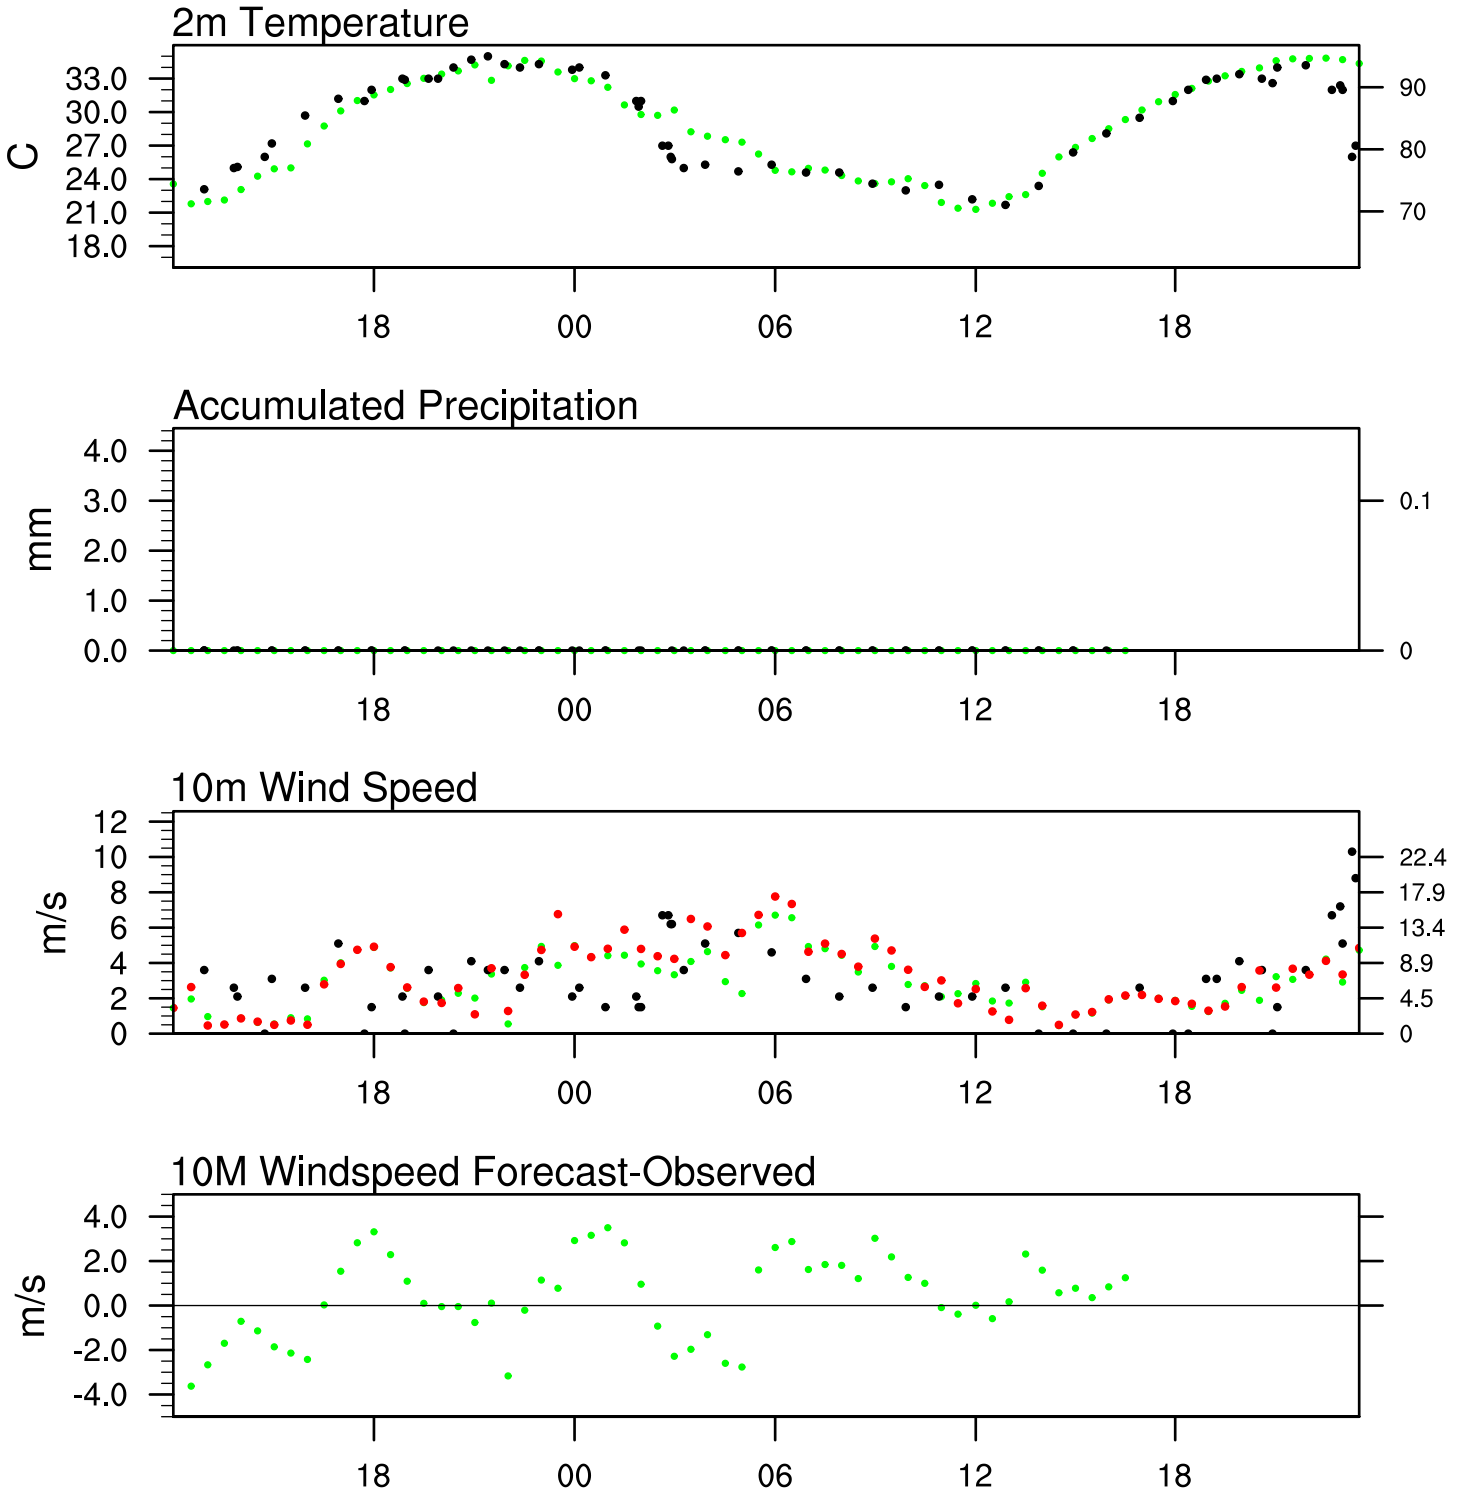 2m Temperature
33.0
30.0
27.0
24.0
21.0
18.0
C
90
80
70
18 00 06 12 18
Accumulated Precipitation
4.0
3.0
2.0
1.0
0.0
mm
0.1
0
18 00 06 12 18
10m Wind Speed
12
10
8
6
4
2
0
m/s
22.4
17.9
13.4
8.9
4.5
0
18 00 06 12 18
10M Windspeed Forecast-Observed
4.0
2.0
0.0
-2.0
-4.0
m/s
18 00 06 12 18